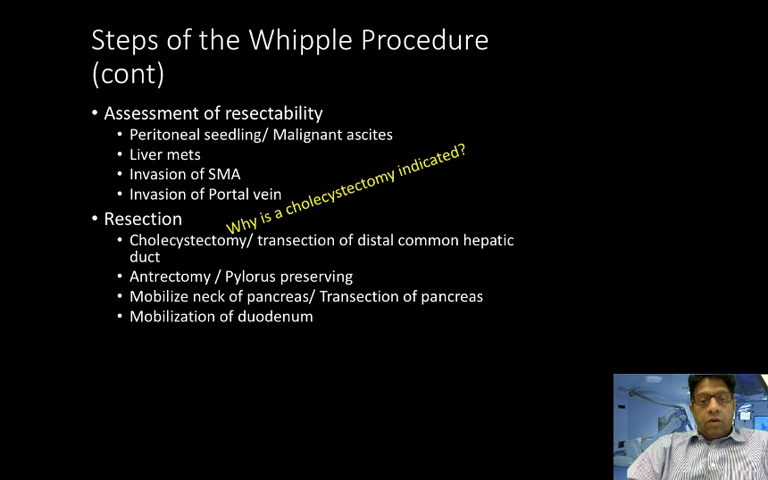 Steps of the Whipple Procedure
(cont)
• Assessment of resectability
• Peritoneal seedling/ Malignant ascites
• Liver mets
• Invasion of SMA
• Invasion of Portal vein
Why is a cholecystectomy indicated?
• Resection
• Cholecystectomy/ transection of distal common hepatic
duct
• Antrectomy / Pylorus preserving
• Mobilize neck of pancreas/ Transection of pancreas
• Mobilization of duodenum